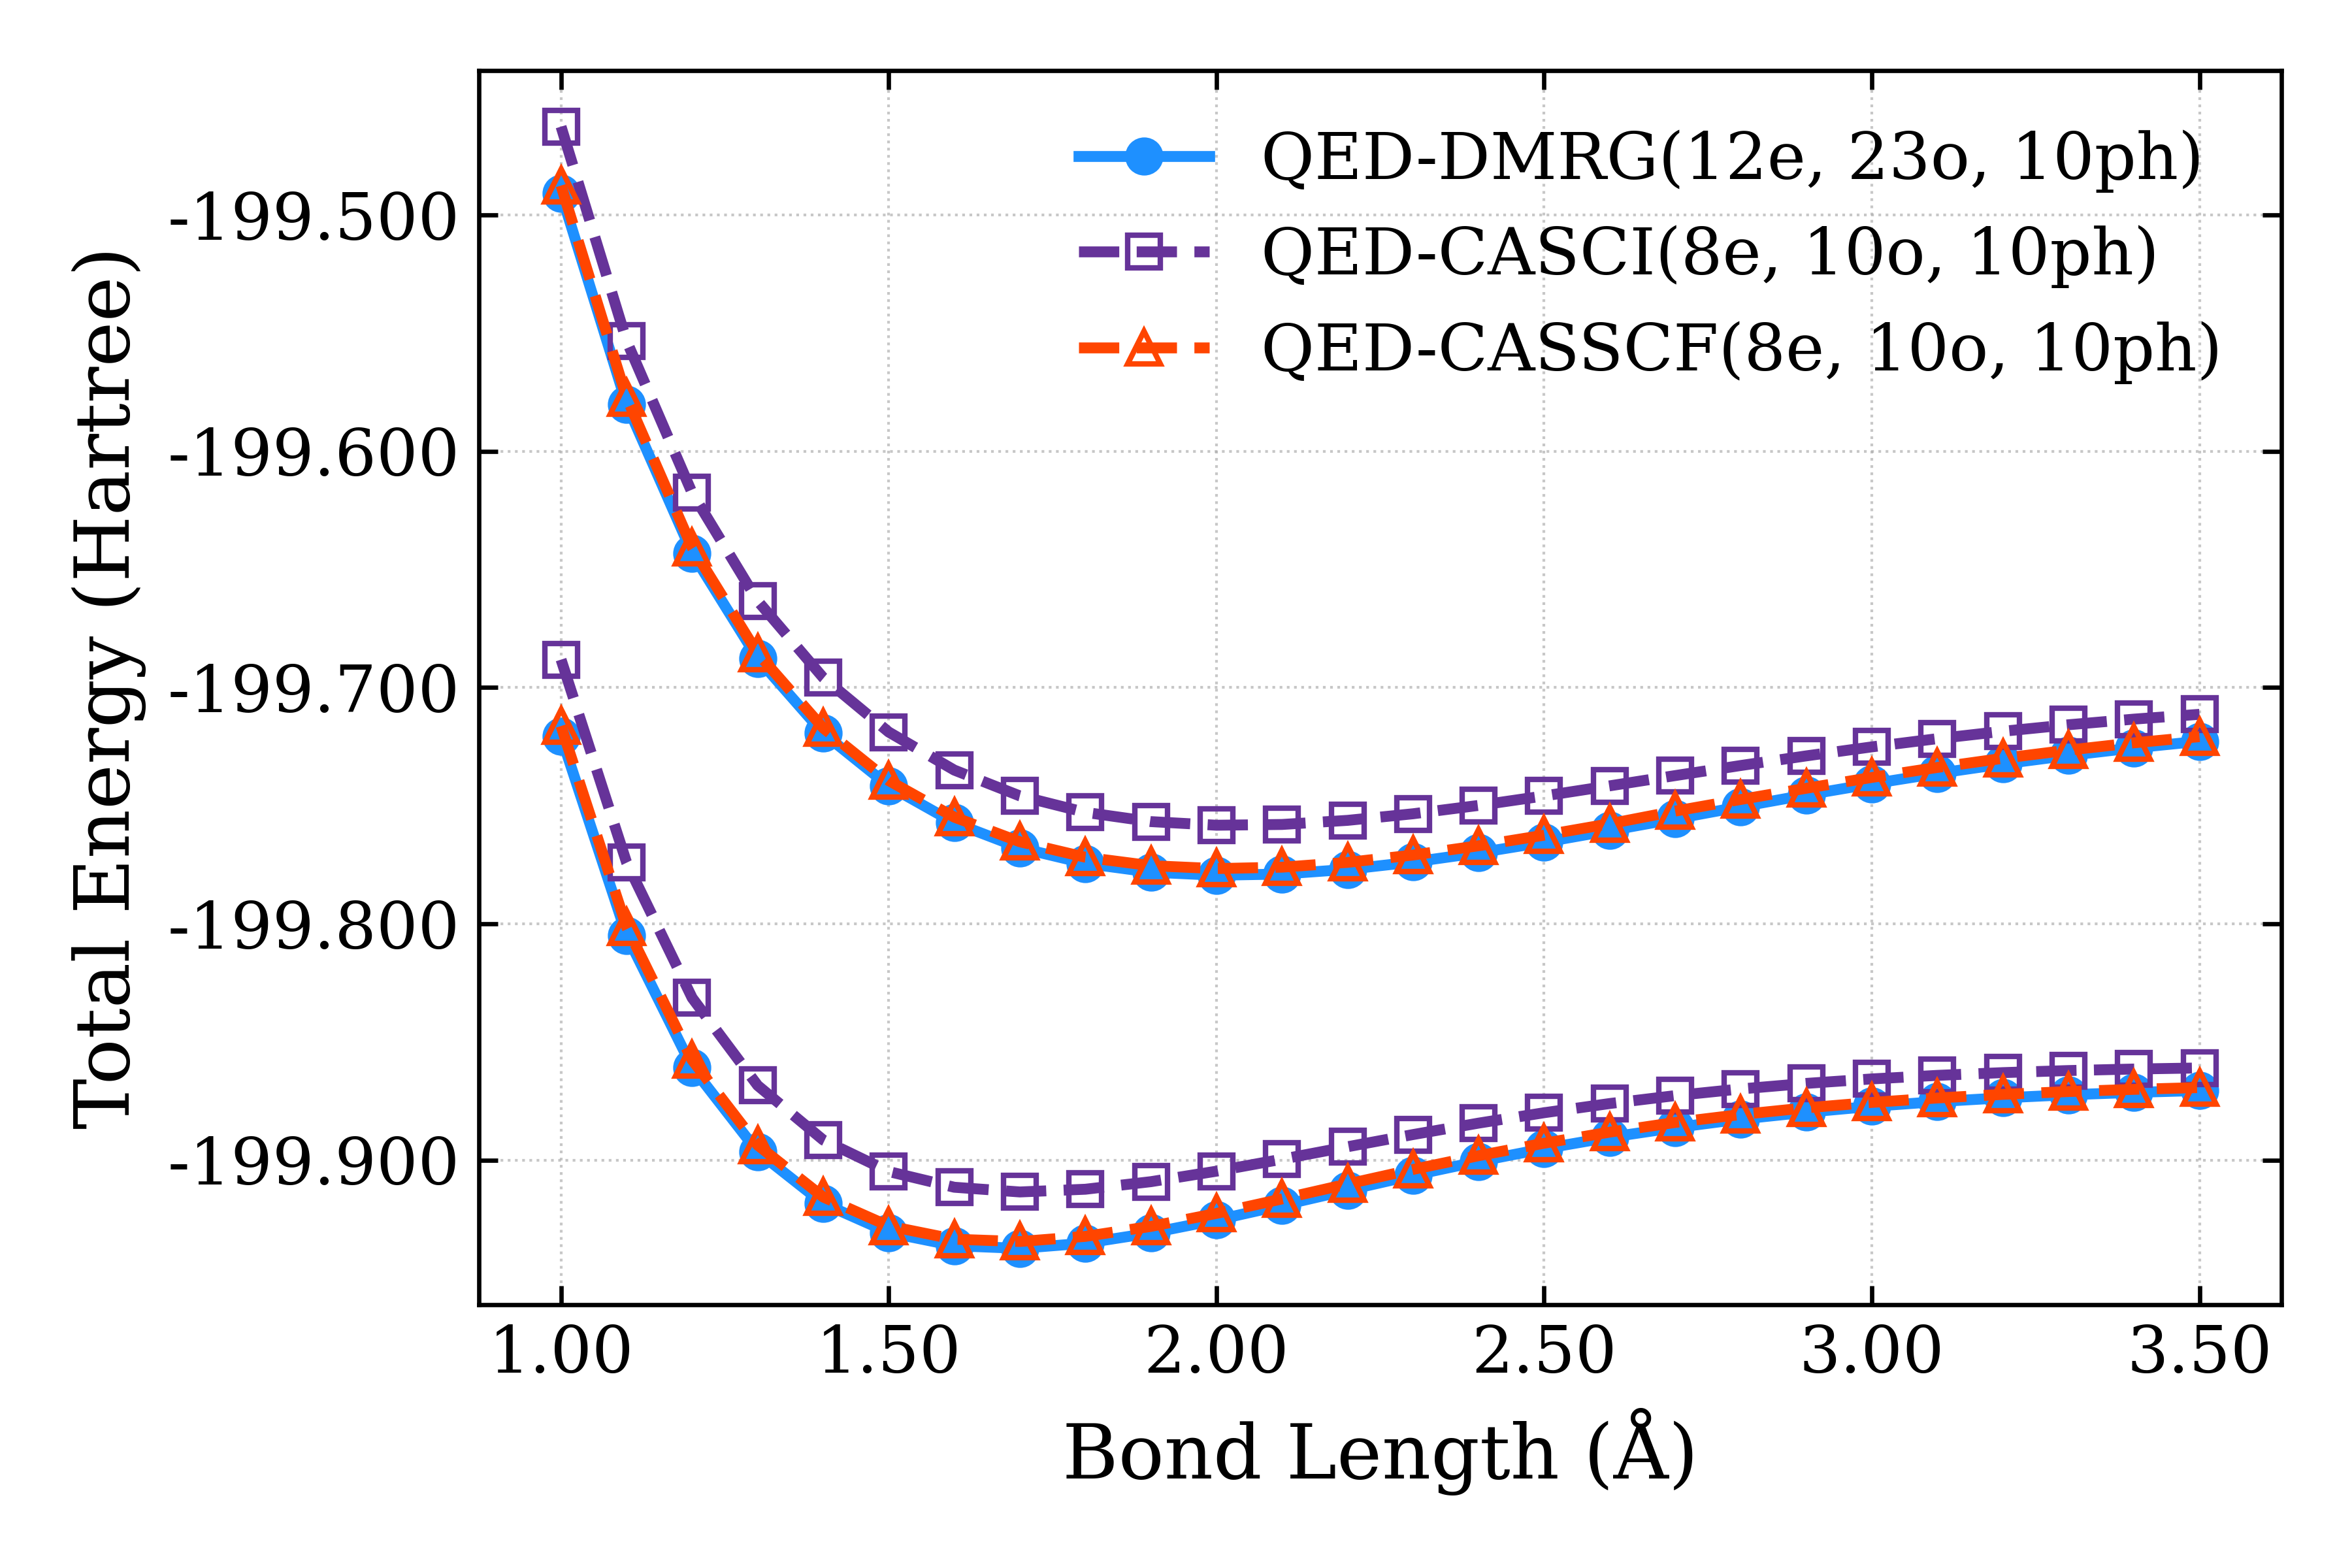 QED-DMRG(12e, 23o, 10ph)
QED-CASCI(8e, 10o, 10ph)
QED-CASSCF(8e, 10o, 10ph)
Total Energy (Hartree)
-199.500
-199.600
-199.700
-199.800
-199.900
1.00 1.50 2.00 2.50 3.00 3.50
Bond Length (Å)